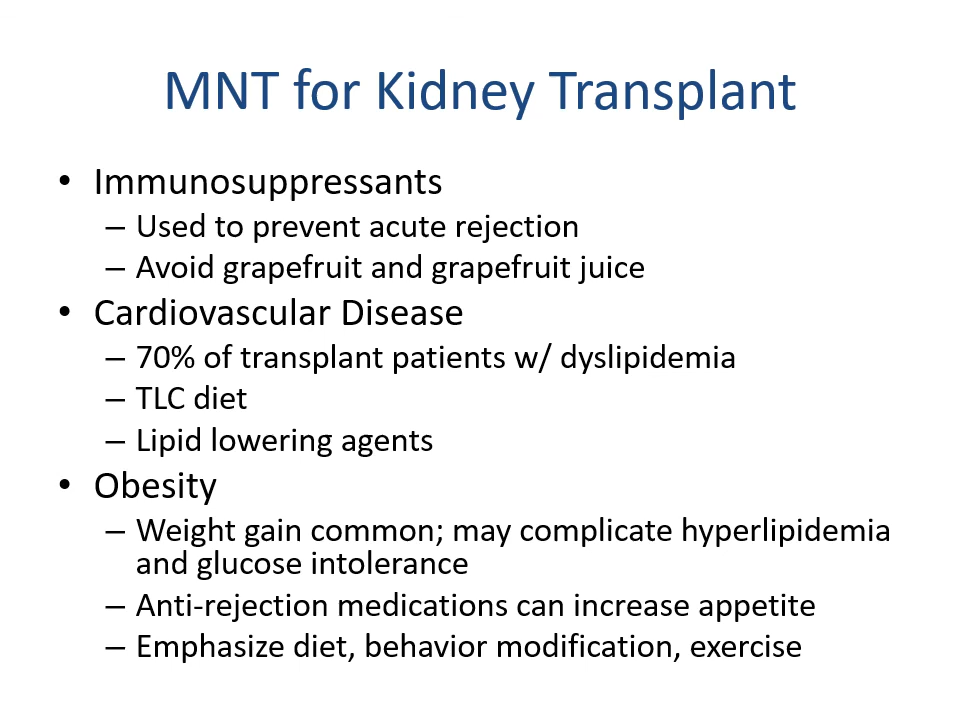 MNT for Kidney Transplant
• Immunosuppressants
– Used to prevent acute rejection
– Avoid grapefruit and grapefruit juice
• Cardiovascular Disease
– 70% of transplant patients w/ dyslipidemia
– TLC diet
– Lipid lowering agents
• Obesity
– Weight gain common; may complicate hyperlipidemia
and glucose intolerance
– Anti-rejection medications can increase appetite
– Emphasize diet, behavior modification, exercise